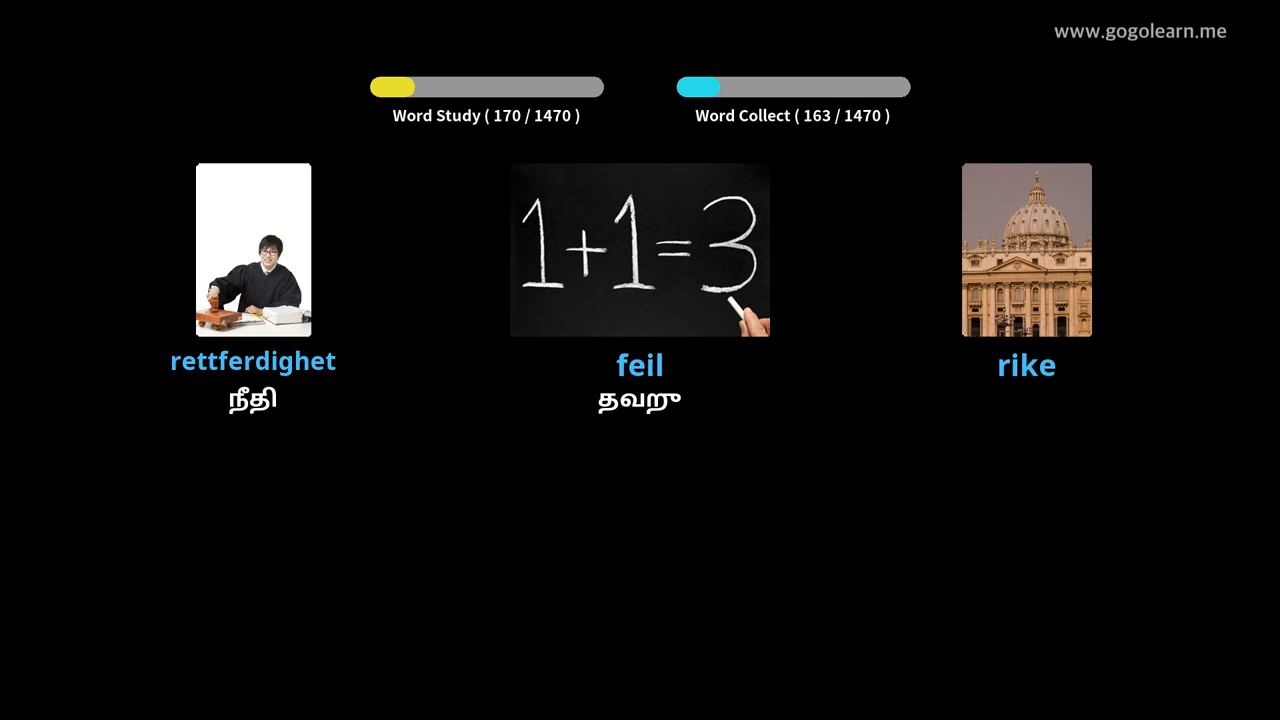 www.gogolearn.me
Word Study ( 170 / 1470 )
Word Collect ( 163 / 1470 )
1+1=3
rettferdighet
feil
rike
நீதி
தவறு